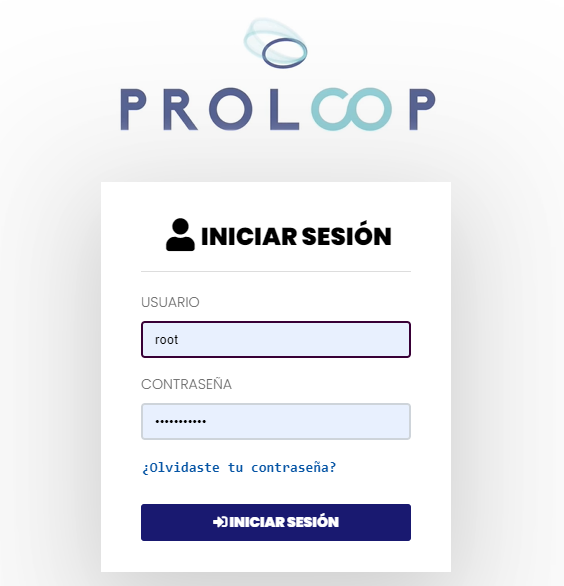 PROLOOP
INICIAR SESIÓN
USUARIO
root
CONTRASEÑA
•••••••••••
¿Olvidaste tu contraseña?
INICIAR SESIÓN